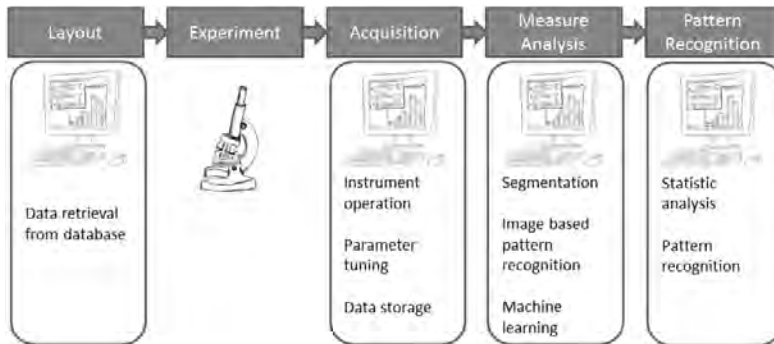 Layout
Experiment
Acquisition
Measure
Analysis
Pattern
Recognition
Data retrieval
from database
Instrument
operation
Parameter
tuning
Data storage
Segmentation
Image based
pattern
recognition
Machine
learning
Statistic
analysis
Pattern
recognition